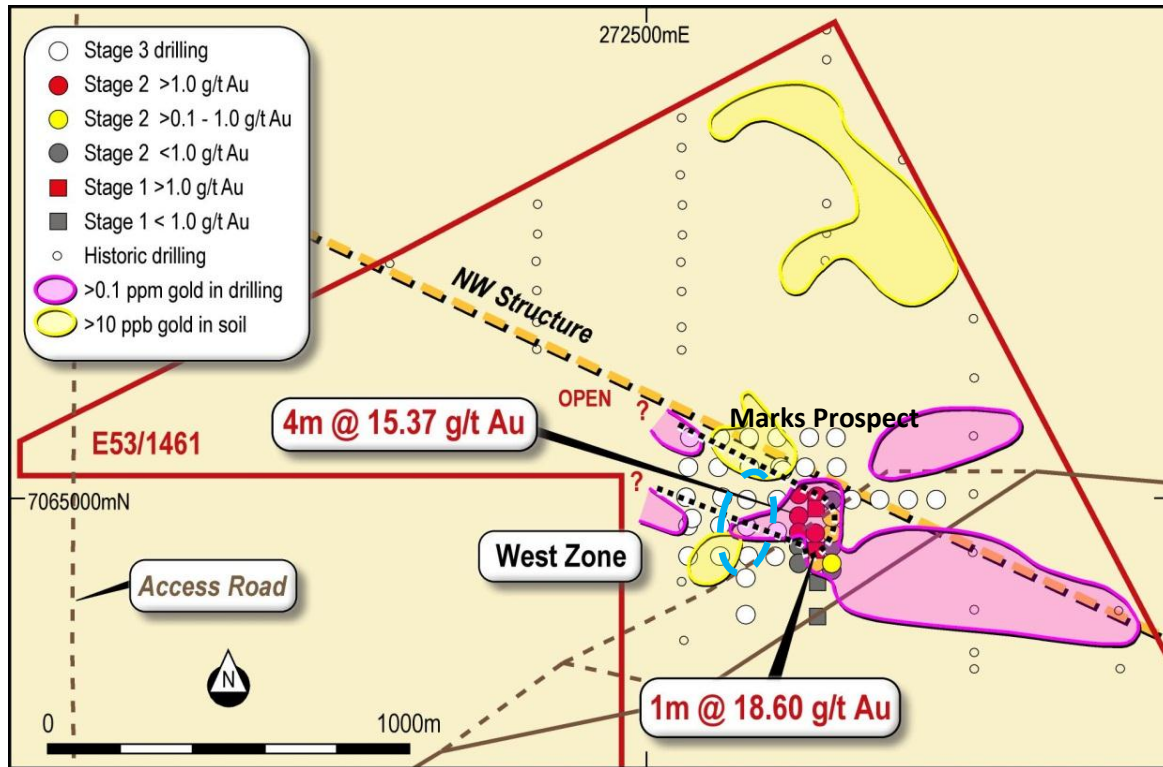 272500mE
Stage 3 drilling
Stage 2 >1.0 g/t Au
Stage 2 >0.1 - 1.0 g/t Au
Stage 2 <1.0 g/t Au
Stage 1 >1.0 g/t Au
Stage 1 < 1.0 g/t Au
Historic drilling
>0.1 ppm gold in drilling
>10 ppb gold in soil
NW Structure
OPEN
?
Marks Prospect
4m @ 15.37 g/t Au
E53/1461
?
7065000mN
West Zone
Access Road
N
0
1000m
1m @ 18.60 g/t Au